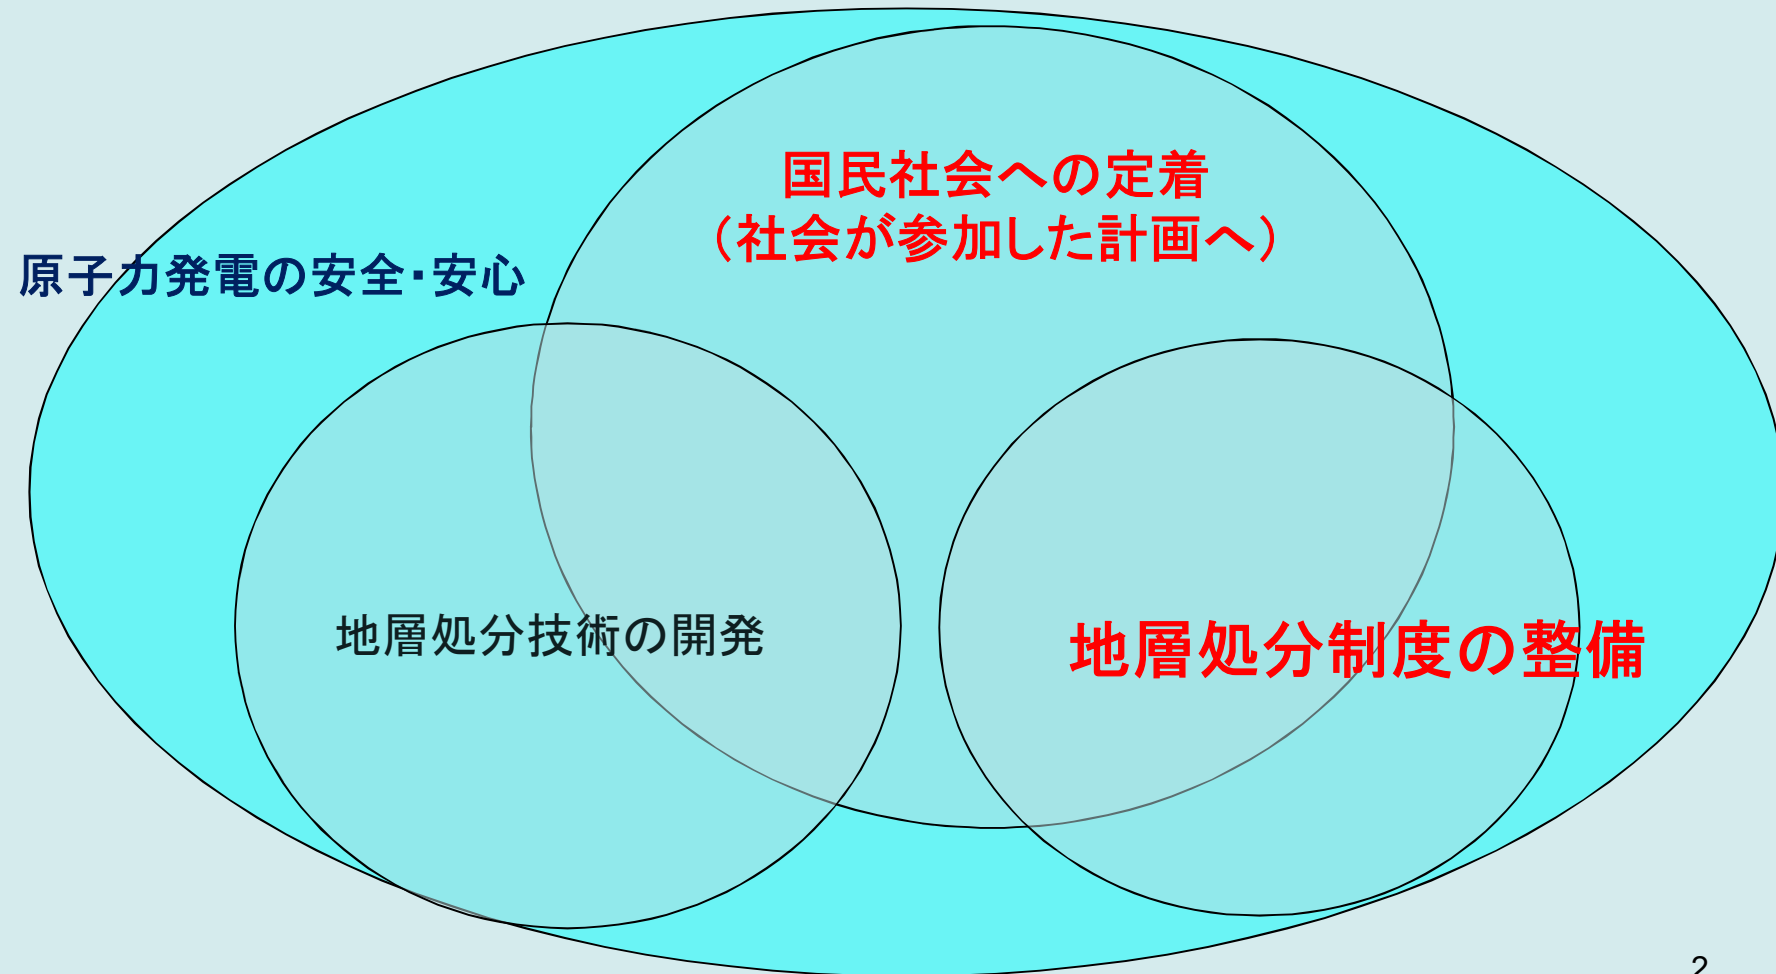 国民社会への定着
（社会が参加した計画へ）
原子力発電の安全・安心
地層処分技術の開発
地層処分制度の整備
2